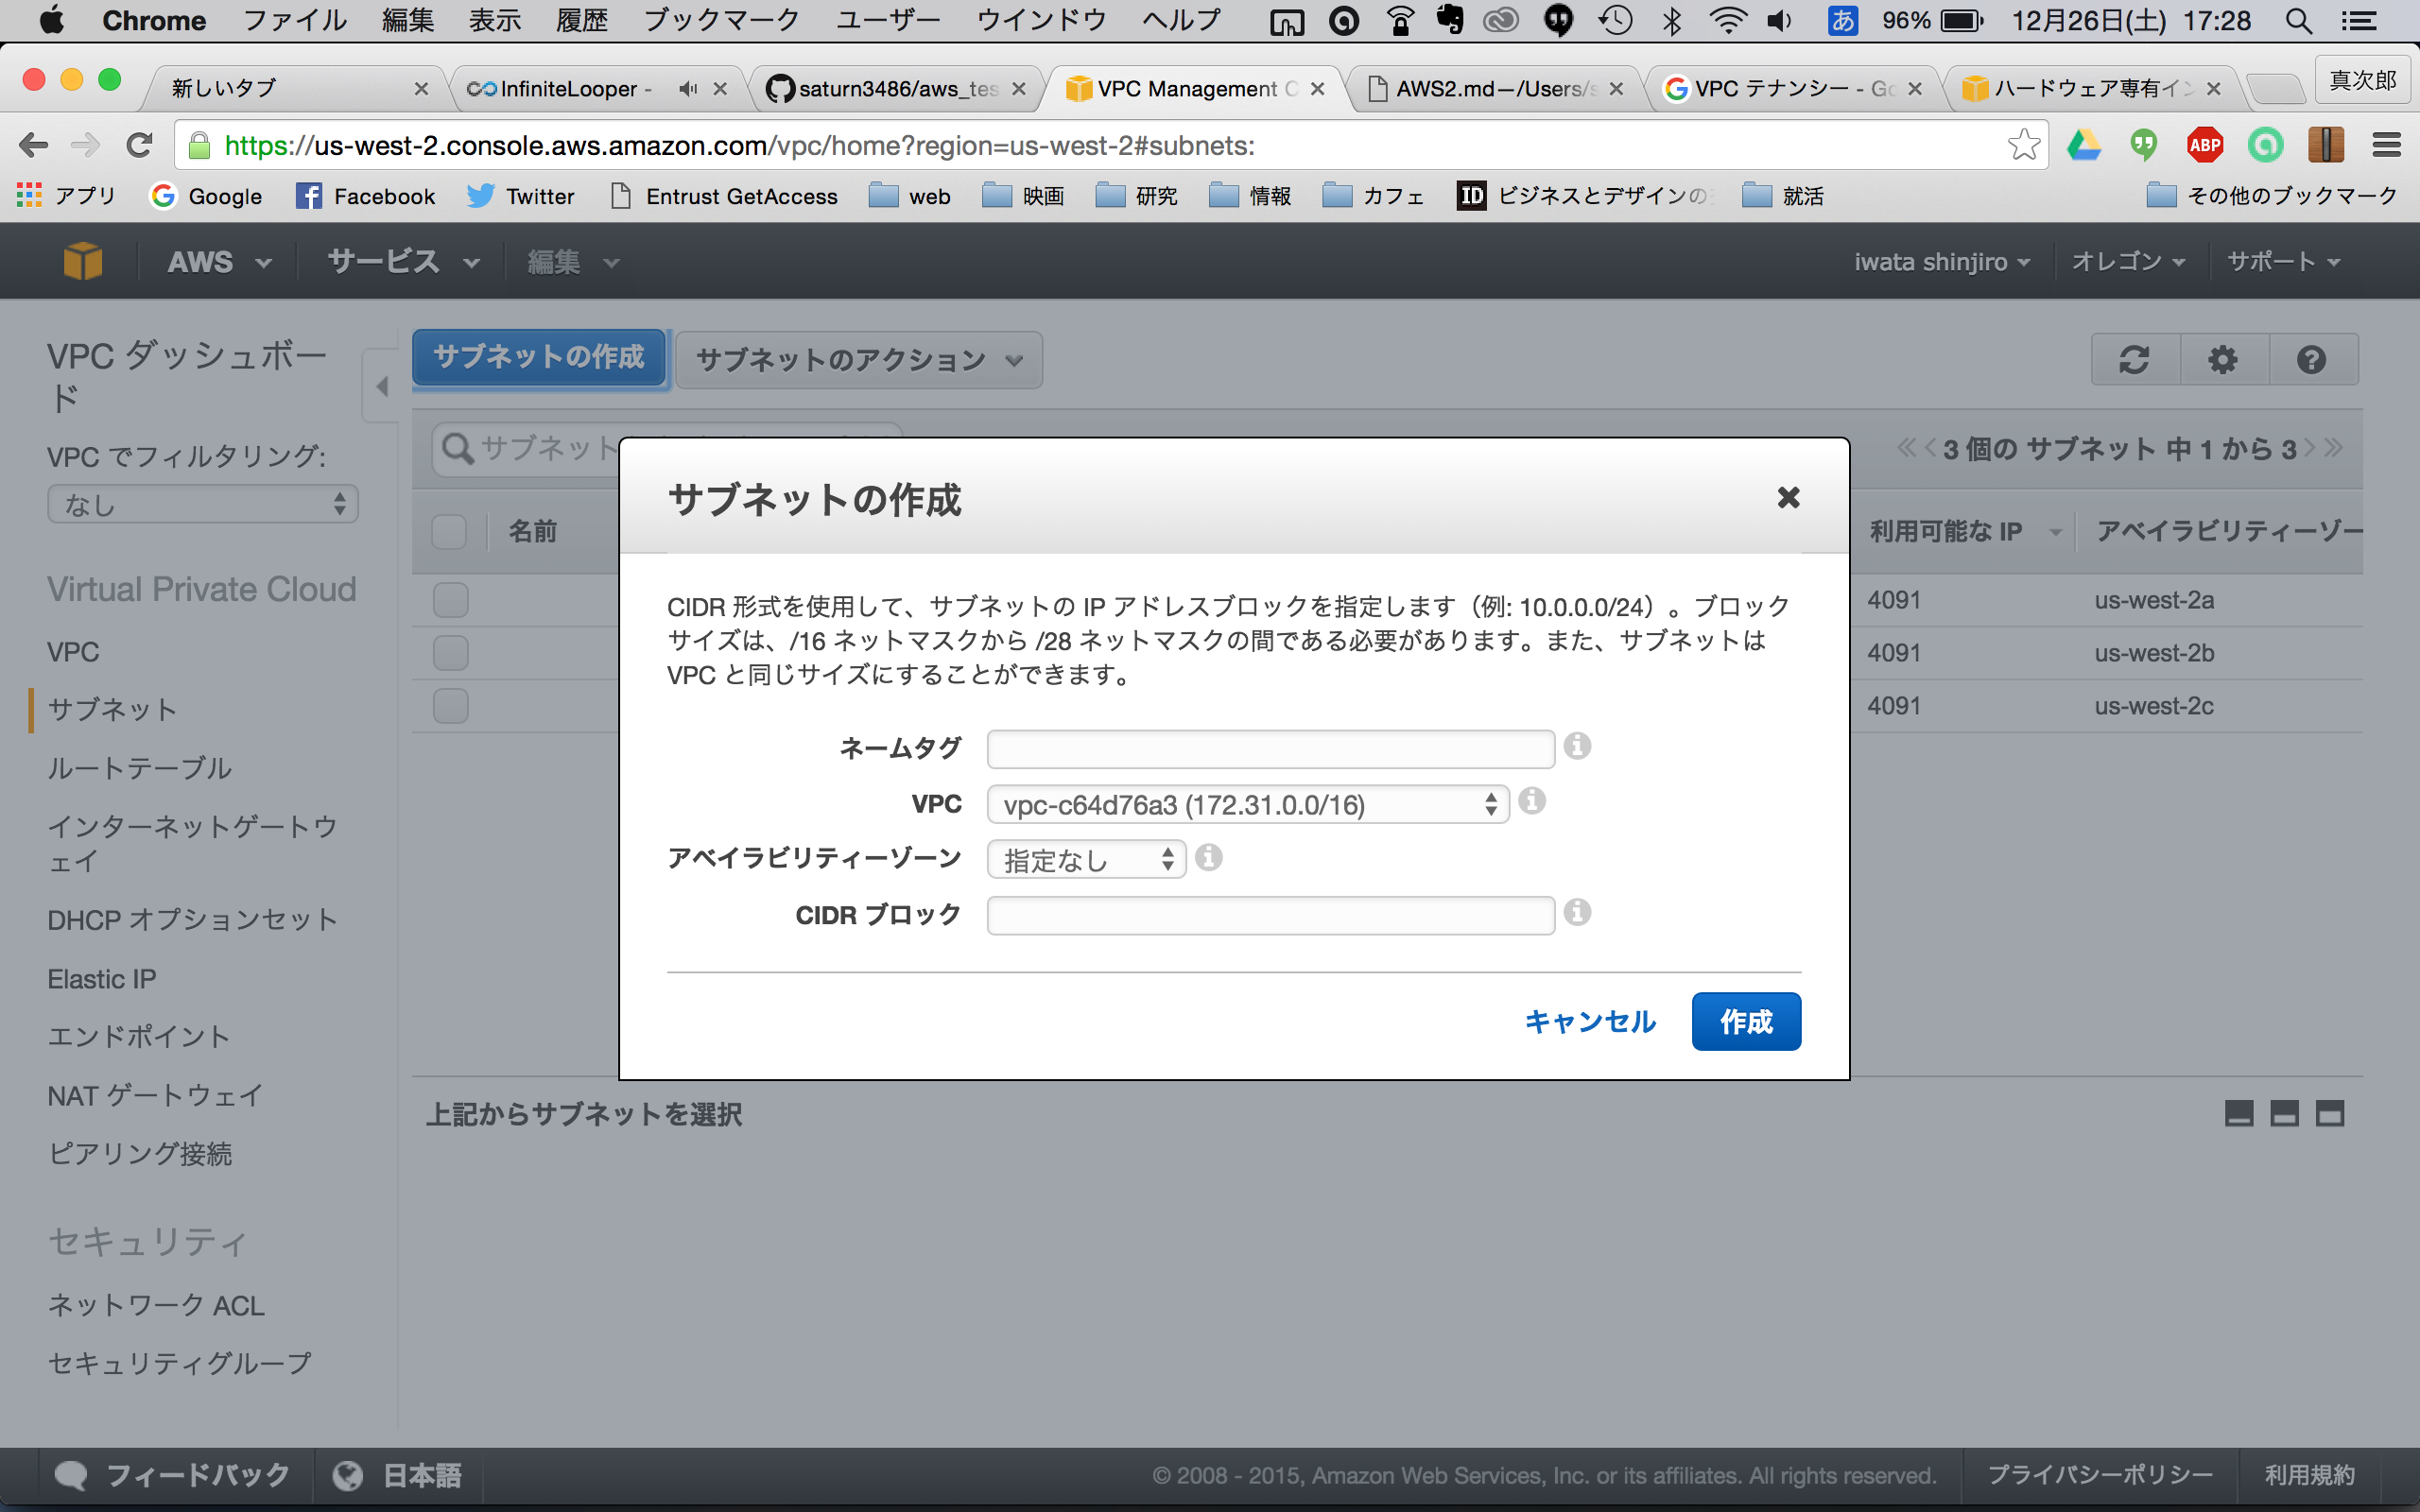 Chrome ファイル 編集 表示 履歴 ブックマーク ユーザー ウインドウ ヘルプ あ 96% 12月26日(土) 17:28
新しいタブ InfiniteLooper - saturn3486/aws_tes VPC Management C AWS2.md—/Users/s VPC テナンシー - Go ハードウェア専有イン 真次郎
https://us-west-2.console.aws.amazon.com/vpc/home?region=us-west-2#subnets: ABP
アプリ Google Facebook Twitter Entrust GetAccess web 映画 研究 情報 カフェ ID ビジネスとデザインの 就活 その他のブックマーク
AWS サービス 編集 iwata shinjiro オレゴン サポート
VPC ダッシュボー
ド
VPC でフィルタリング:
なし
Virtual Private Cloud
VPC
サブネット
ルートテーブル
インターネットゲートウ
ェイ
DHCP オプションセット
Elastic IP
エンドポイント
NAT ゲートウェイ
ピアリング接続
セキュリティ
ネットワーク ACL
セキュリティグループ
サブネットの作成 サブネットのアクション
サブネット
3 個の サブネット 中 1 から 3
名前 利用可能な IP アベイラビリティーゾー
4091 us-west-2a
4091 us-west-2b
4091 us-west-2c
サブネットの作成
CIDR 形式を使用して、サブネットの IP アドレスブロックを指定します（例: 10.0.0.0/24）。ブロック
サイズは、/16 ネットマスクから /28 ネットマスクの間である必要があります。また、サブネットは
VPC と同じサイズにすることができます。
ネームタグ
VPC vpc-c64d76a3 (172.31.0.0/16)
アベイラビリティーゾーン 指定なし
CIDR ブロック
キャンセル 作成
上記からサブネットを選択
フィードバック 日本語 © 2008 - 2015, Amazon Web Services, Inc. or its affiliates. All rights reserved. プライバシーポリシー 利用規約